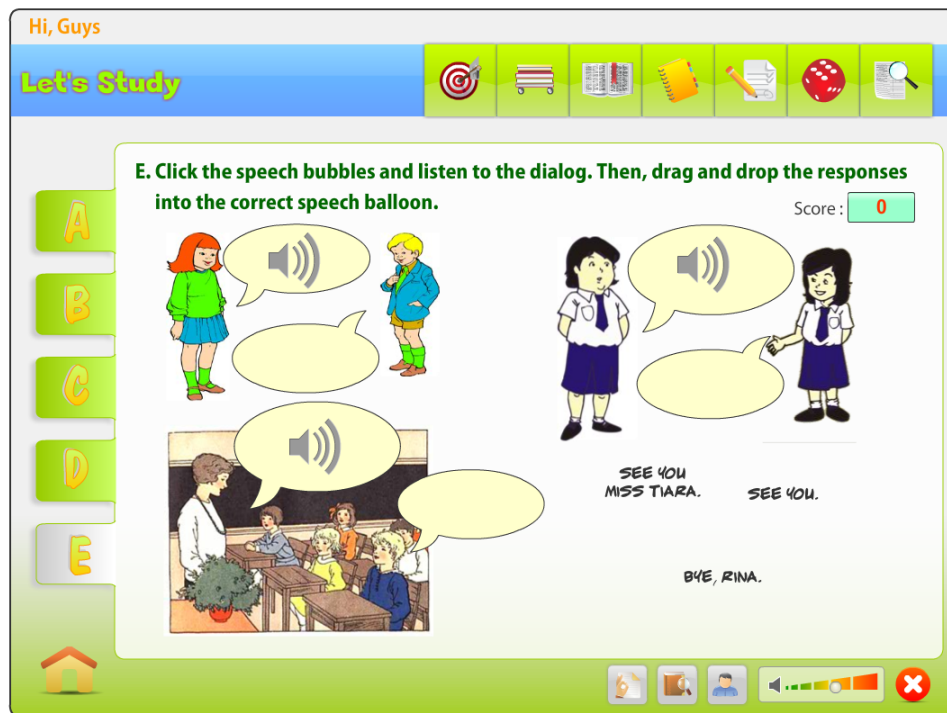 Hi, Guys
Let's Study
E. Click the speech bubbles and listen to the dialog. Then, drag and drop the responses
into the correct speech balloon.
Score : 0
A
B
C
D
E
SEE YOU
MISS TIARA.
SEE YOU.
BYE, RINA.